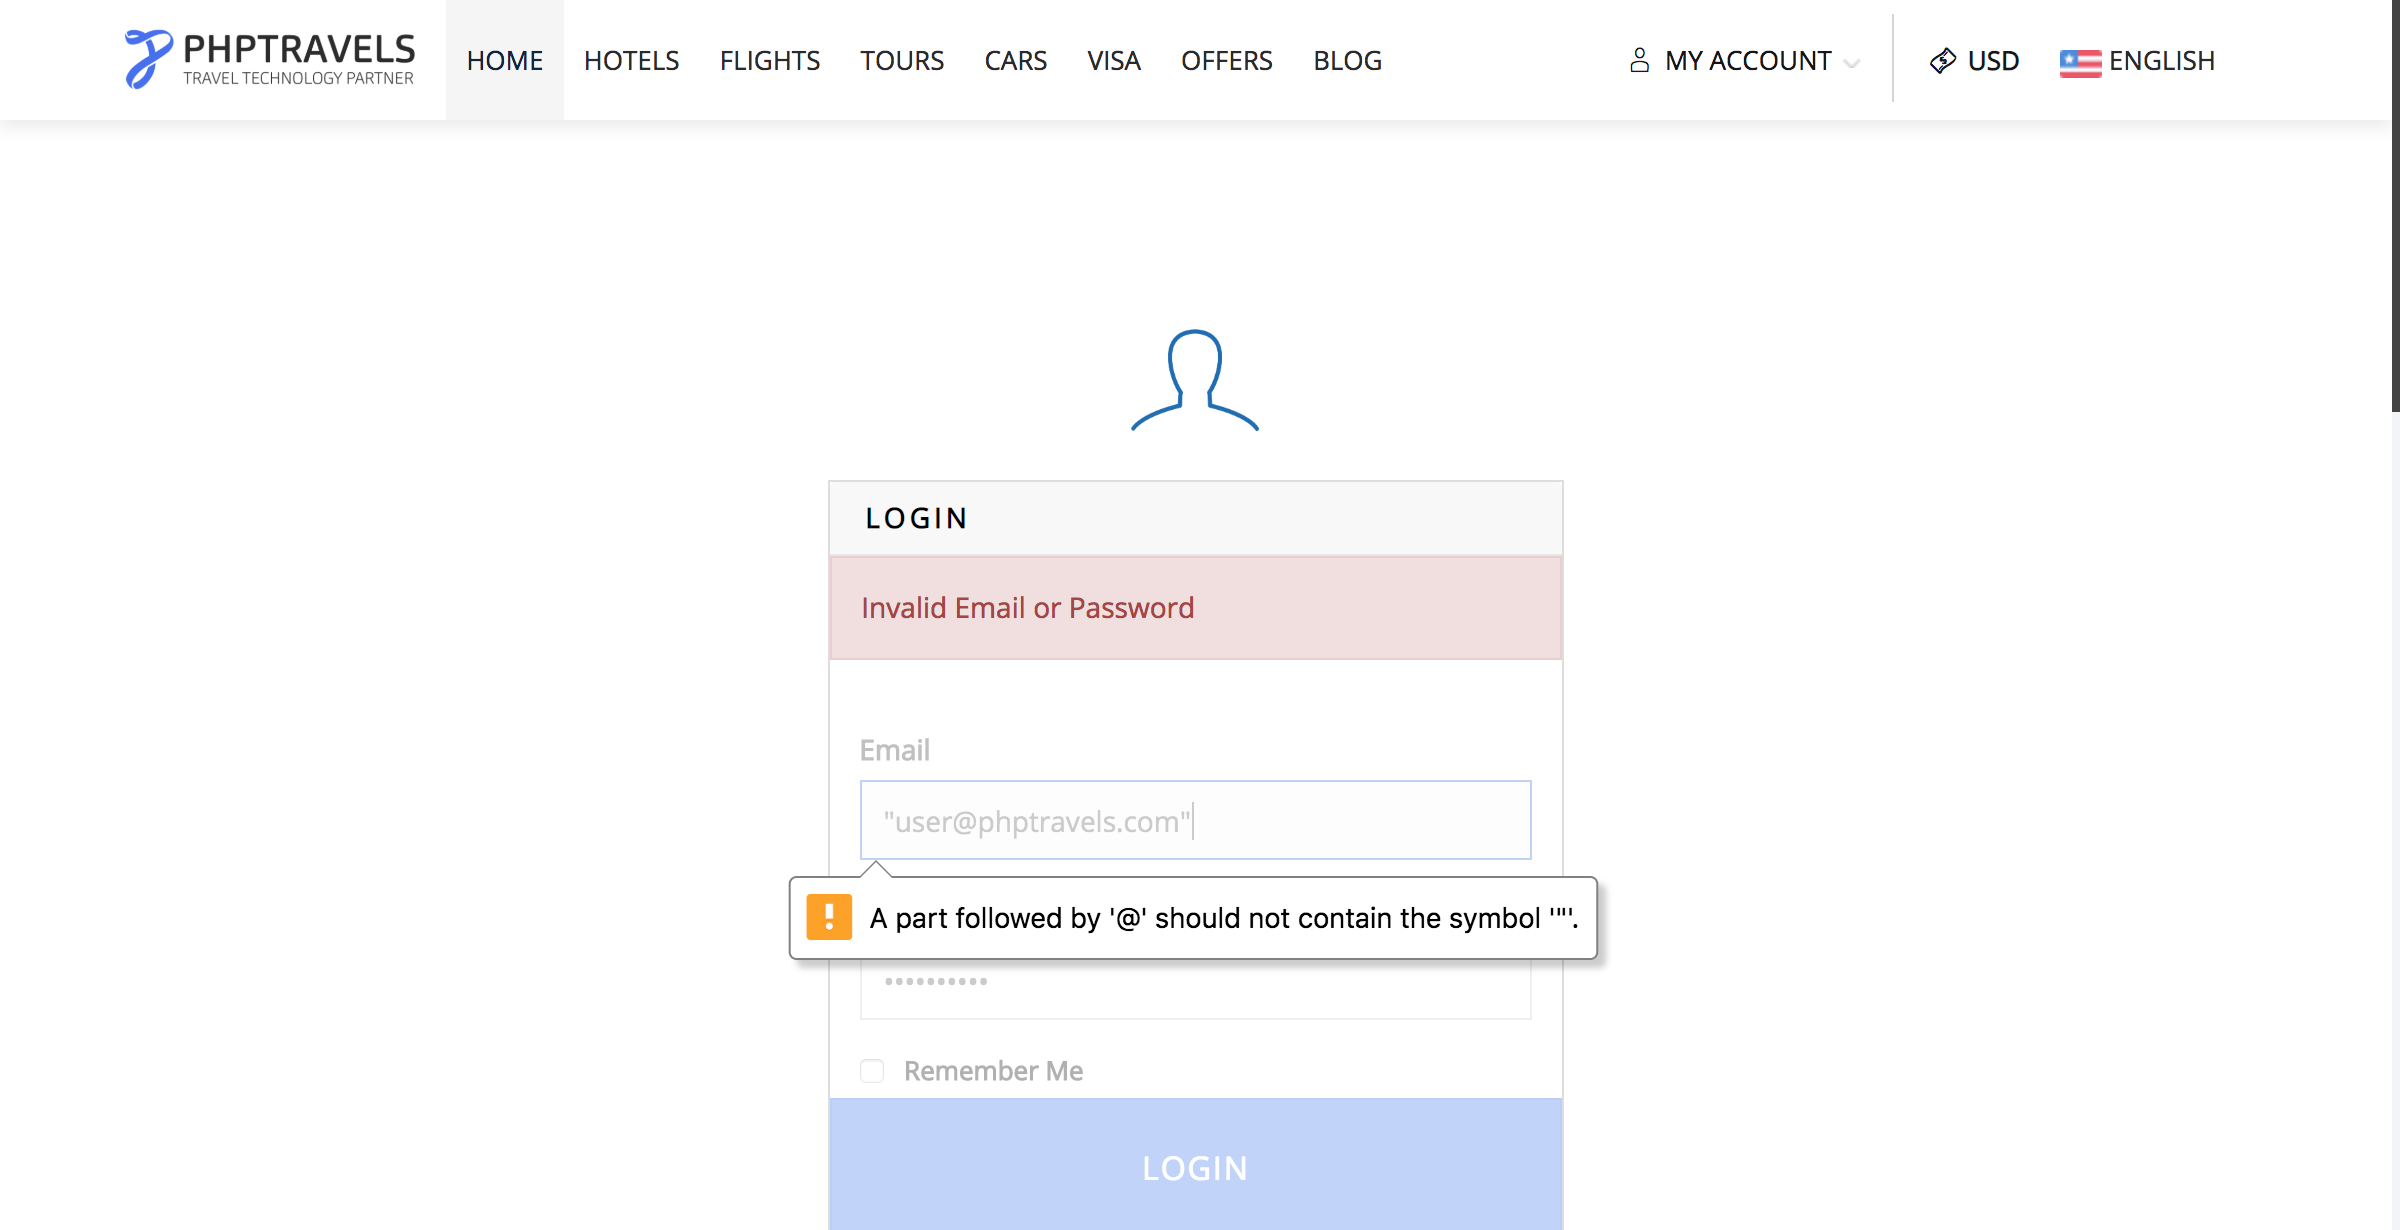 PHPTRAVELS
TRAVEL TECHNOLOGY PARTNER
HOME HOTELS FLIGHTS TOURS CARS VISA OFFERS BLOG MY ACCOUNT USD ENGLISH
LOGIN
Invalid Email or Password
Email
"user@phptravels.com"
A part followed by '@' should not contain the symbol '"'.
••••••••••
Remember Me
LOGIN